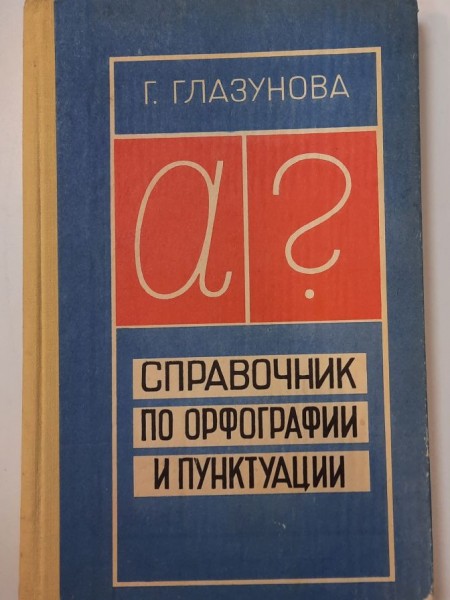 Г. ГЛАЗУНОВА
а?
СПРАВОЧНИК
ПО ОРФОГРАФИИ
И ПУНКТУАЦИИ